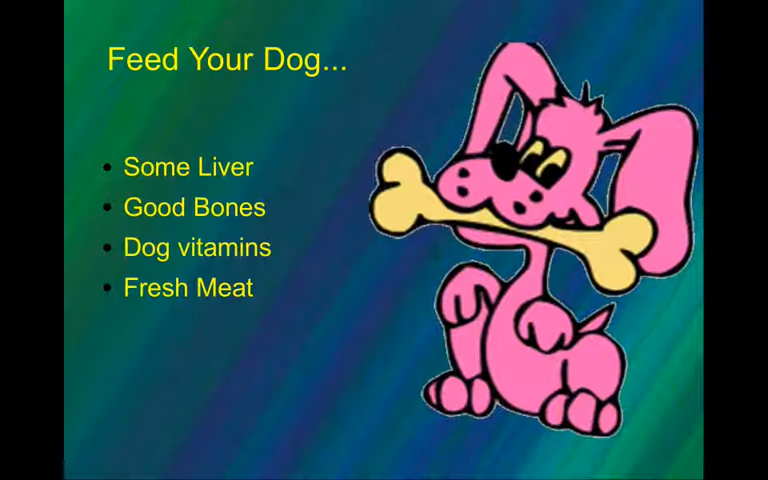 Feed Your Dog...
• Some Liver
• Good Bones
• Dog vitamins
• Fresh Meat